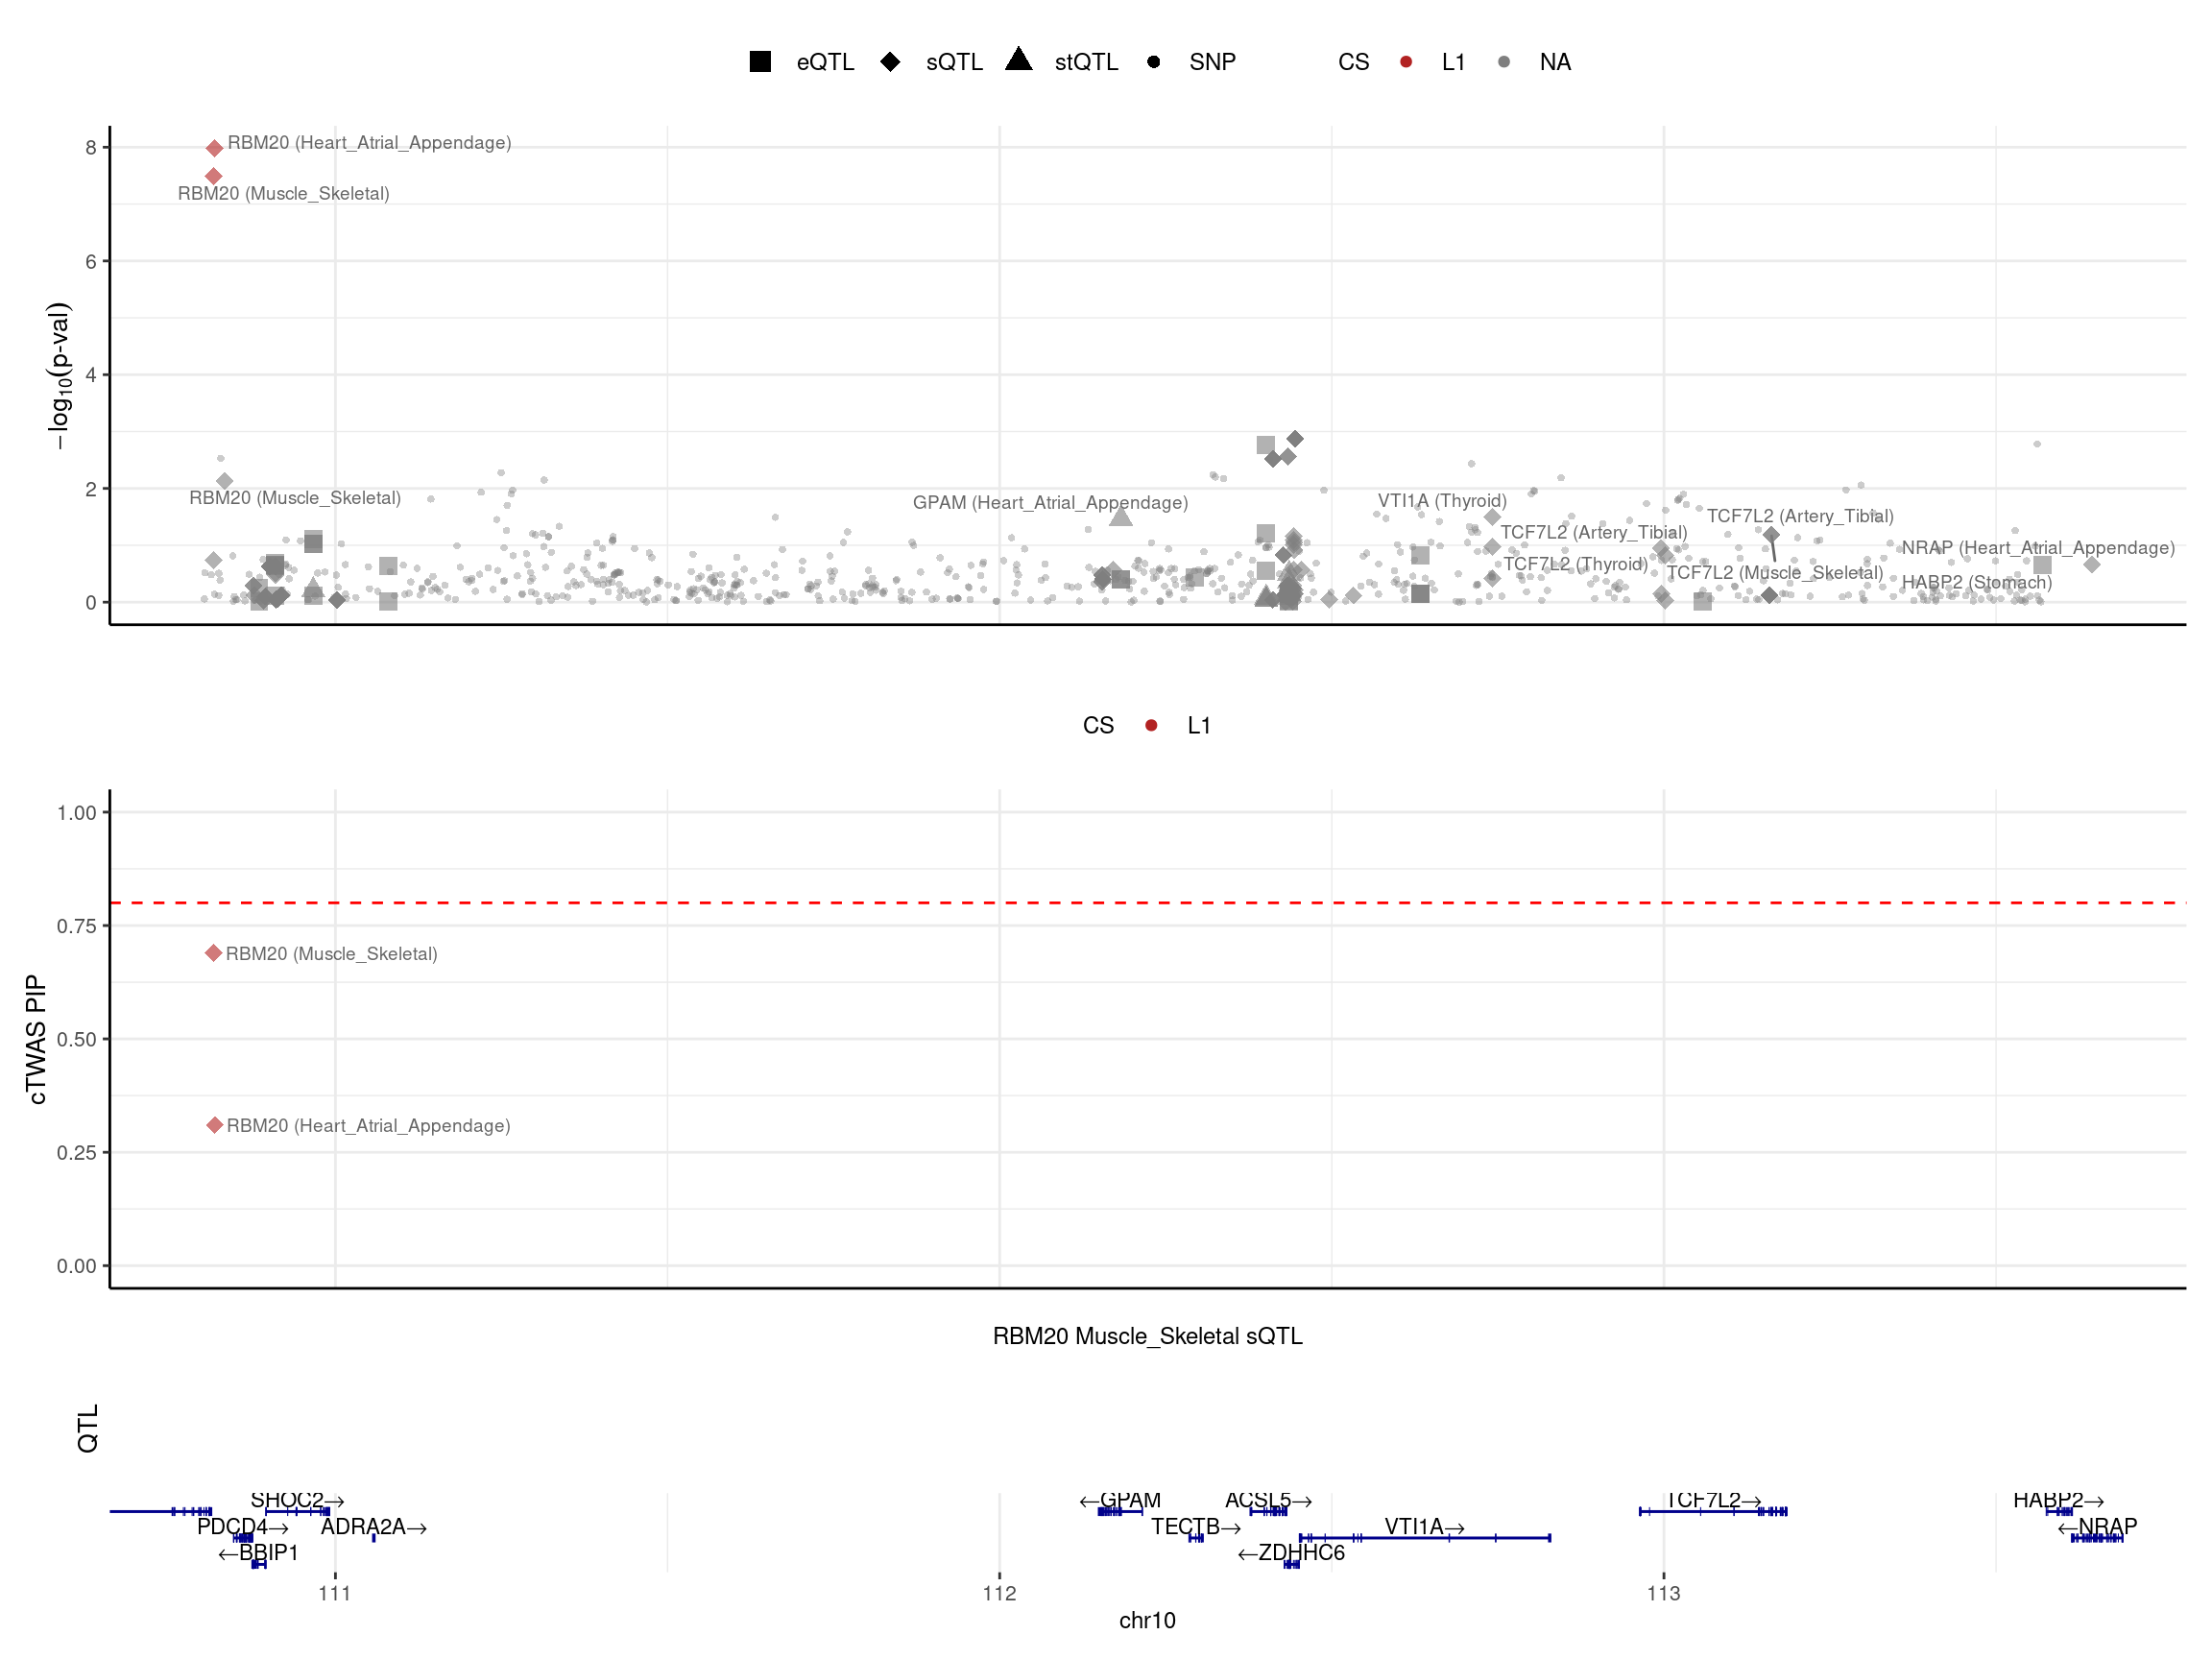 eQTL sQTL stQTL SNP CS L1 NA
8
6
4
2
0
−log10(p-val)
RBM20 (Heart_Atrial_Appendage)
RBM20 (Muscle_Skeletal)
RBM20 (Muscle_Skeletal)
GPAM (Heart_Atrial_Appendage)
VTI1A (Thyroid)
TCF7L2 (Artery_Tibial)
TCF7L2 (Artery_Tibial)
NRAP (Heart_Atrial_Appendage)
TCF7L2 (Thyroid)
TCF7L2 (Muscle_Skeletal)
HABP2 (Stomach)
CS L1
1.00
0.75
0.50
0.25
0.00
cTWAS PIP
RBM20 (Muscle_Skeletal)
RBM20 (Heart_Atrial_Appendage)
RBM20 Muscle_Skeletal sQTL
QTL
SHOC2→ ←GPAM ACSL5→ TCF7L2→ HABP2→
PDCD4→ ADRA2A→ TECTB→ VTI1A→ ←NRAP
←BBIP1 ←ZDHHC6
111 112 113
chr10